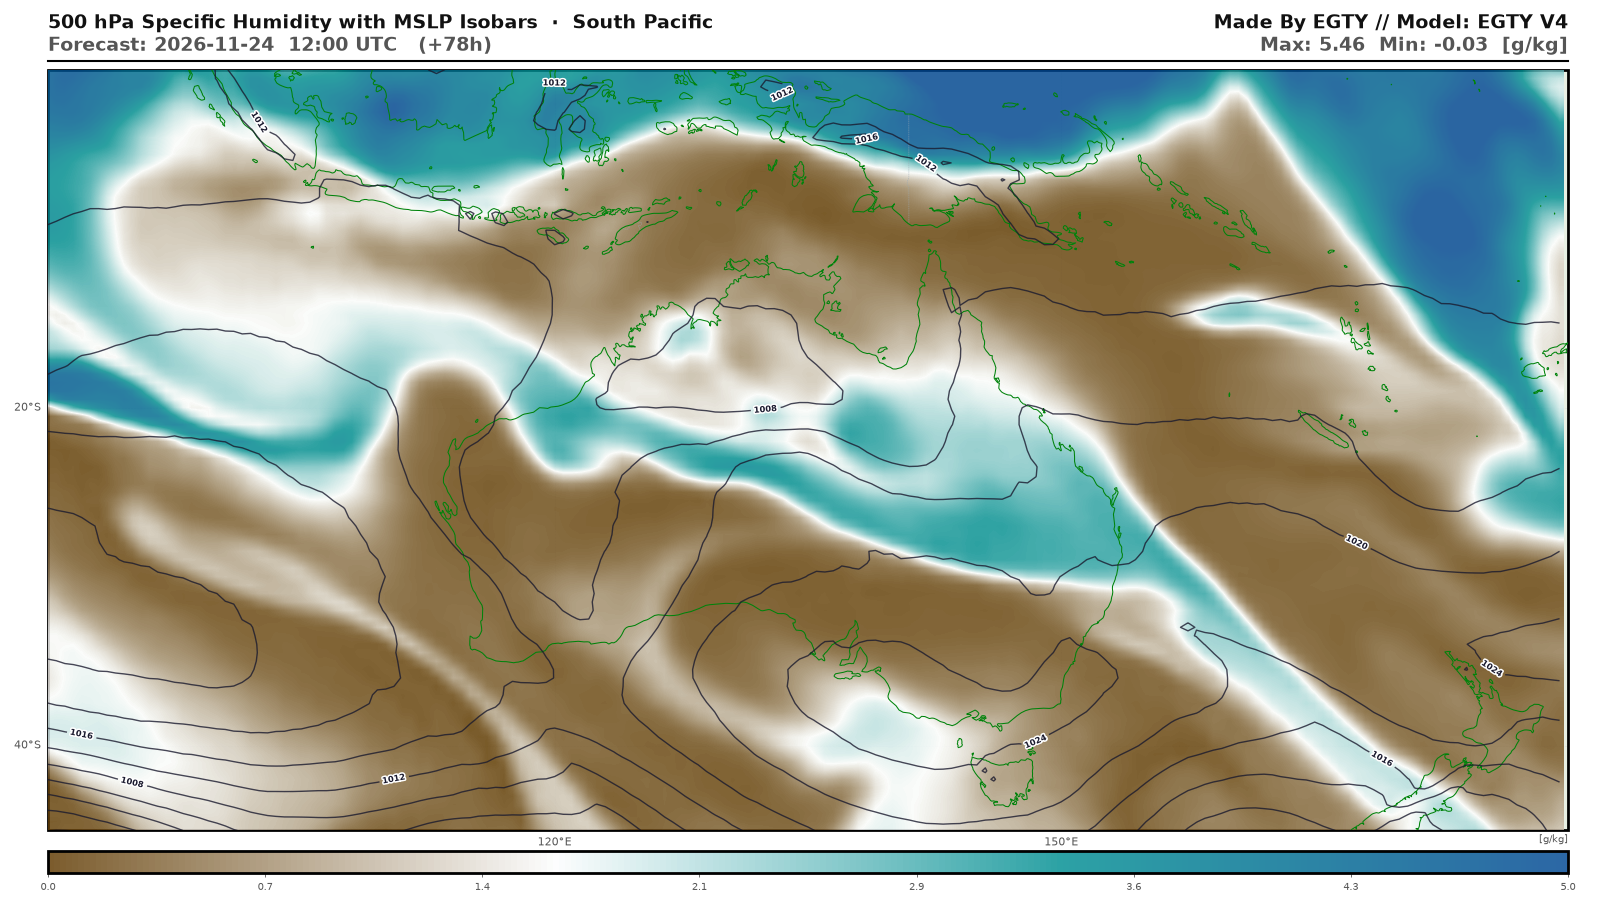 500 hPa Specific Humidity with MSLP Isobars · South Pacific
Made By EGTY // Model: EGTY V4
Forecast: 2026-11-24 12:00 UTC (+78h)
Max: 5.46 Min: -0.03 [g/kg]
1012
1012
1012
1016
1012
20°S
1008
1020
1024
40°S
1016
1024
1016
1008
1012
120°E
150°E
[g/kg]
0.0
0.7
1.4
2.1
2.9
3.6
4.3
5.0